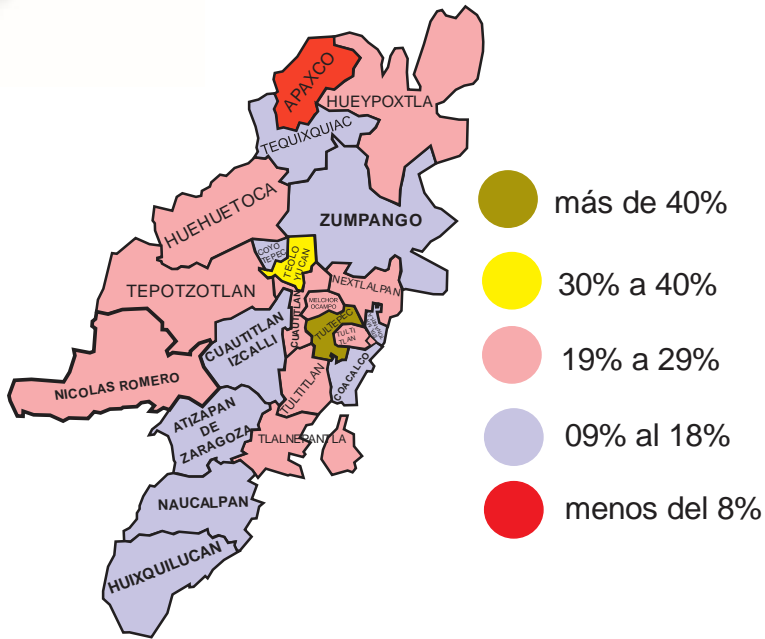 APAXCO
HUEYPOXTLA
TEQUIXQUIAC
HUEHUETOCA
ZUMPANGO
COYO
TEPEC
TEOLO
YUCAN
TEPOTZOTLAN
NEXTLALPAN
MELCHOR
OCAMPO
CUAUTITLAN
TULTEPEC
TULTI
TLAN
CUAUTITLAN
IZCALLI
COACALCO
NICOLAS ROMERO
TULTITLAN
ATIZAPAN
DE
ZARAGOZA
TLALNEPANTLA
NAUCALPAN
HUIXQUILUCAN
más de 40%
30% a 40%
19% a 29%
09% al 18%
menos del 8%